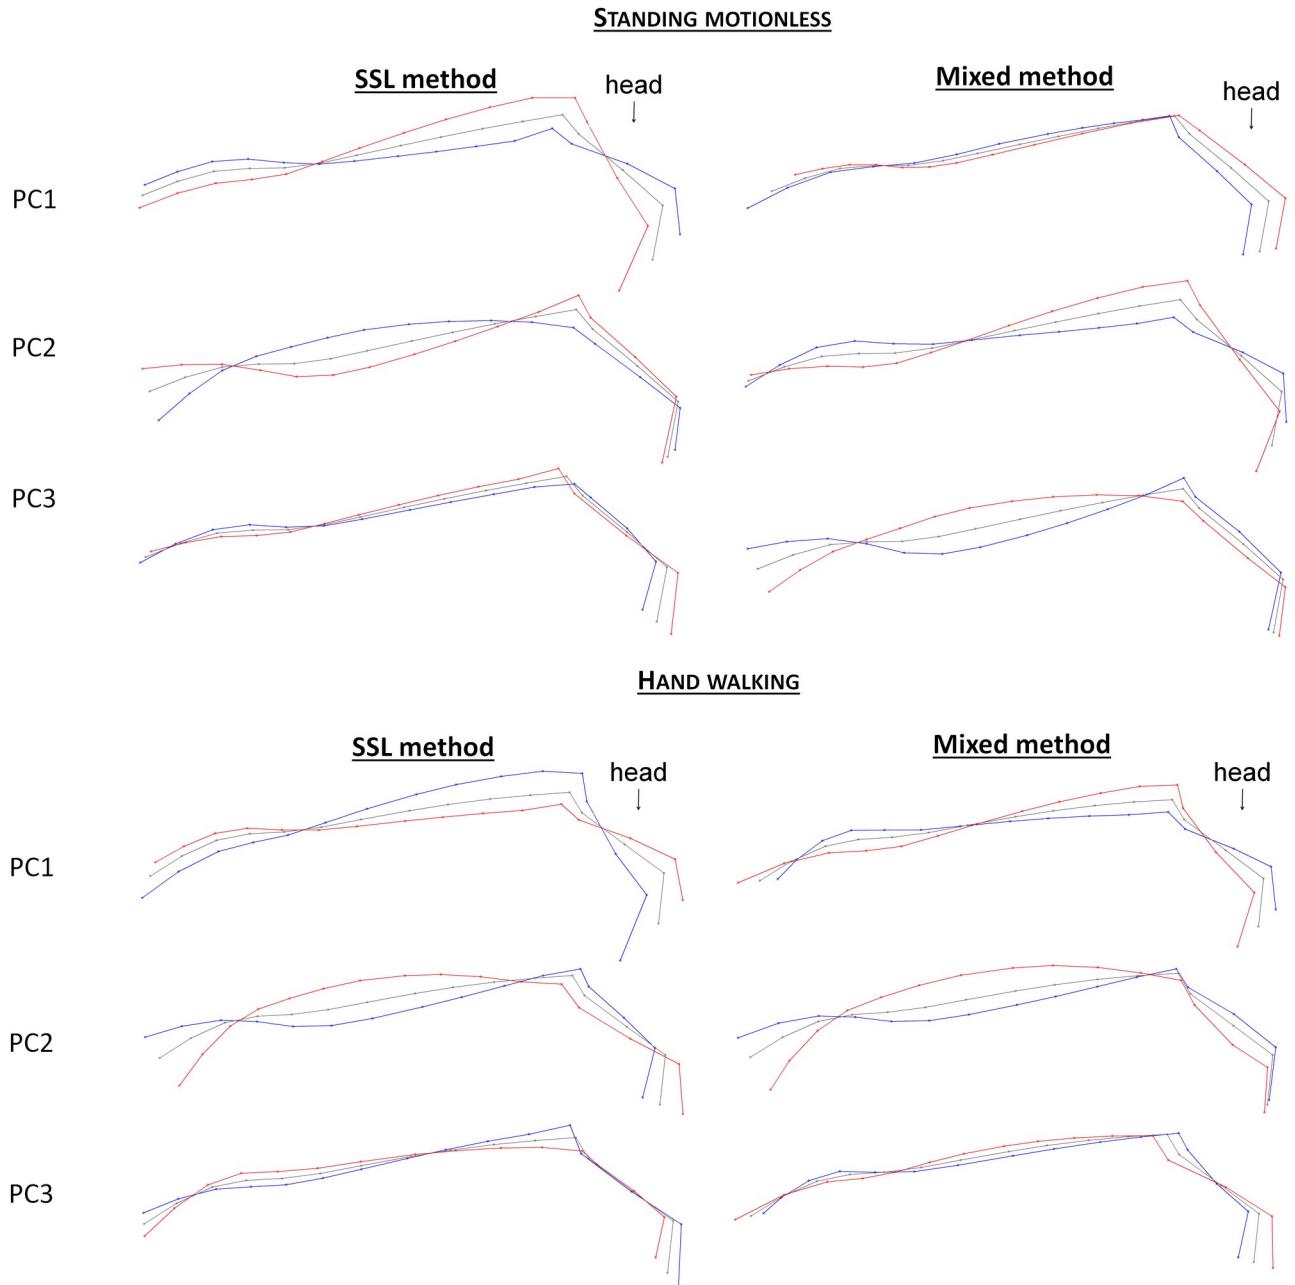 STANDING MOTIONLESS
SSL method
Mixed method
head
head
PC1
PC2
PC3
HAND WALKING
SSL method
Mixed method
head
head
PC1
PC2
PC3